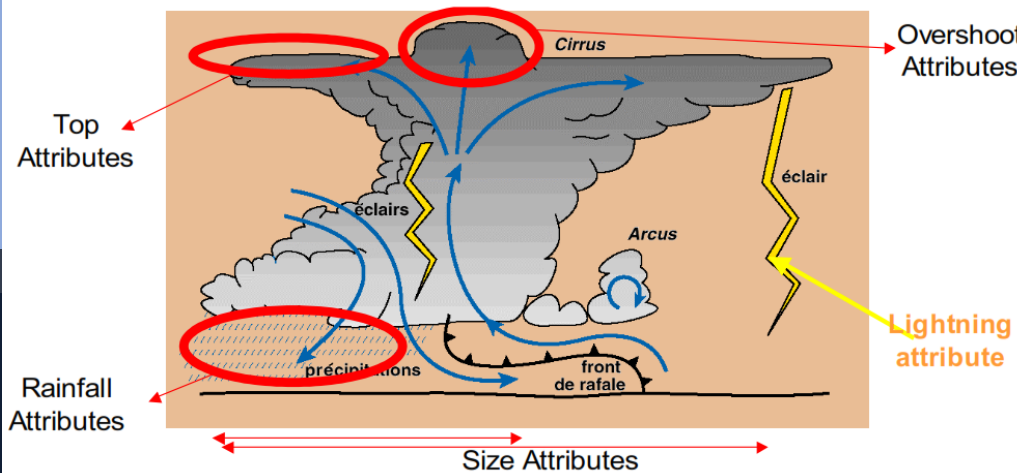 Overshoot
Attributes
Cirrus
Top
Attributes
éclair
éclairs
Arcus
Lightning
attribute
précipitations
front
de rafale
Rainfall
Attributes
Size Attributes